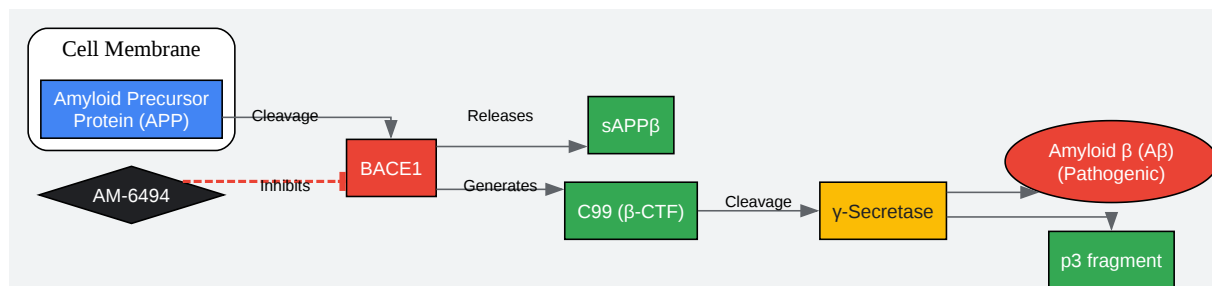 Cell Membrane
Amyloid Precursor
Protein (APP)
Cleavage
Releases
sAPPβ
BACE1
AM-6494
Inhibits
Generates
C99 (β-CTF)
Cleavage
γ-Secretase
Amyloid β (Aβ)
(Pathogenic)
p3 fragment